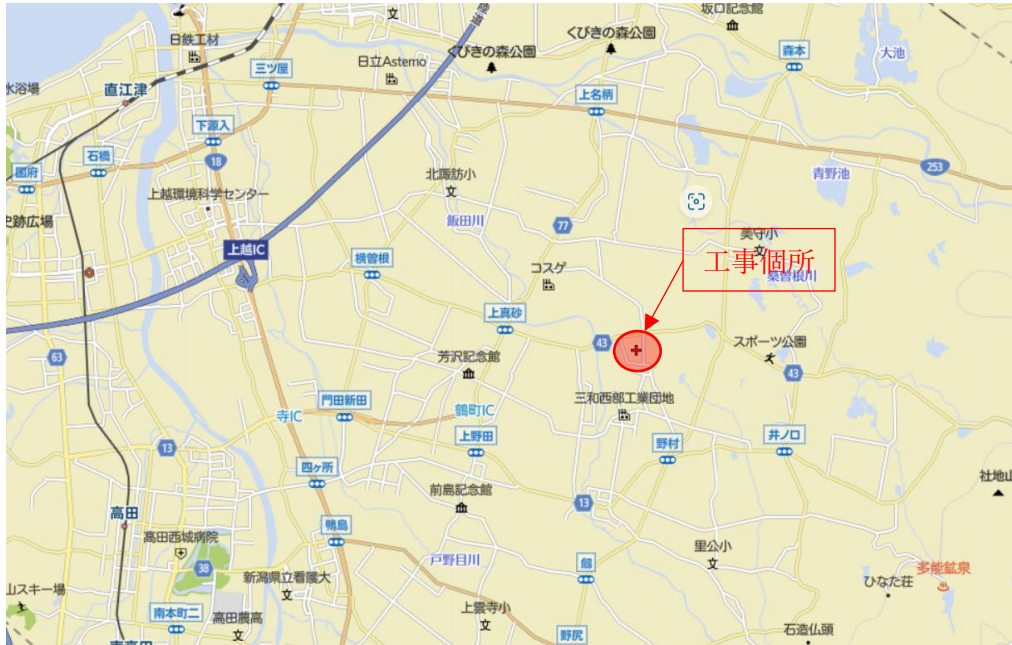 坂口記念館
日鉄工材
文
くびきの森公園
くびきの森公園
日立Astemo
森本
大池
三ツ屋
直江津
上名柄
下源入
18
石橋
国府
253
北諏訪小
文
青野池
上越環境科学センター
飯田川
77
史跡広場
美守小
文
上越IC
横曽根
工事個所
コスゲ
桑曽根川
上真砂
43
スポーツ公園
63
芳沢記念館
43
三和西部工業団地
門田新田
鶴町IC
寺IC
上野田
野村
井ノ口
13
四ヶ所
社地山
前島記念館
13
高田
鴨島
高田西城病院
里公小
文
戸野目川
38
新潟県立看護大
文
多能鉱泉
ひなた荘
山スキー場
上雲寺小
文
南本町二
高田農高
文
石造仏頭
野尻
南高田